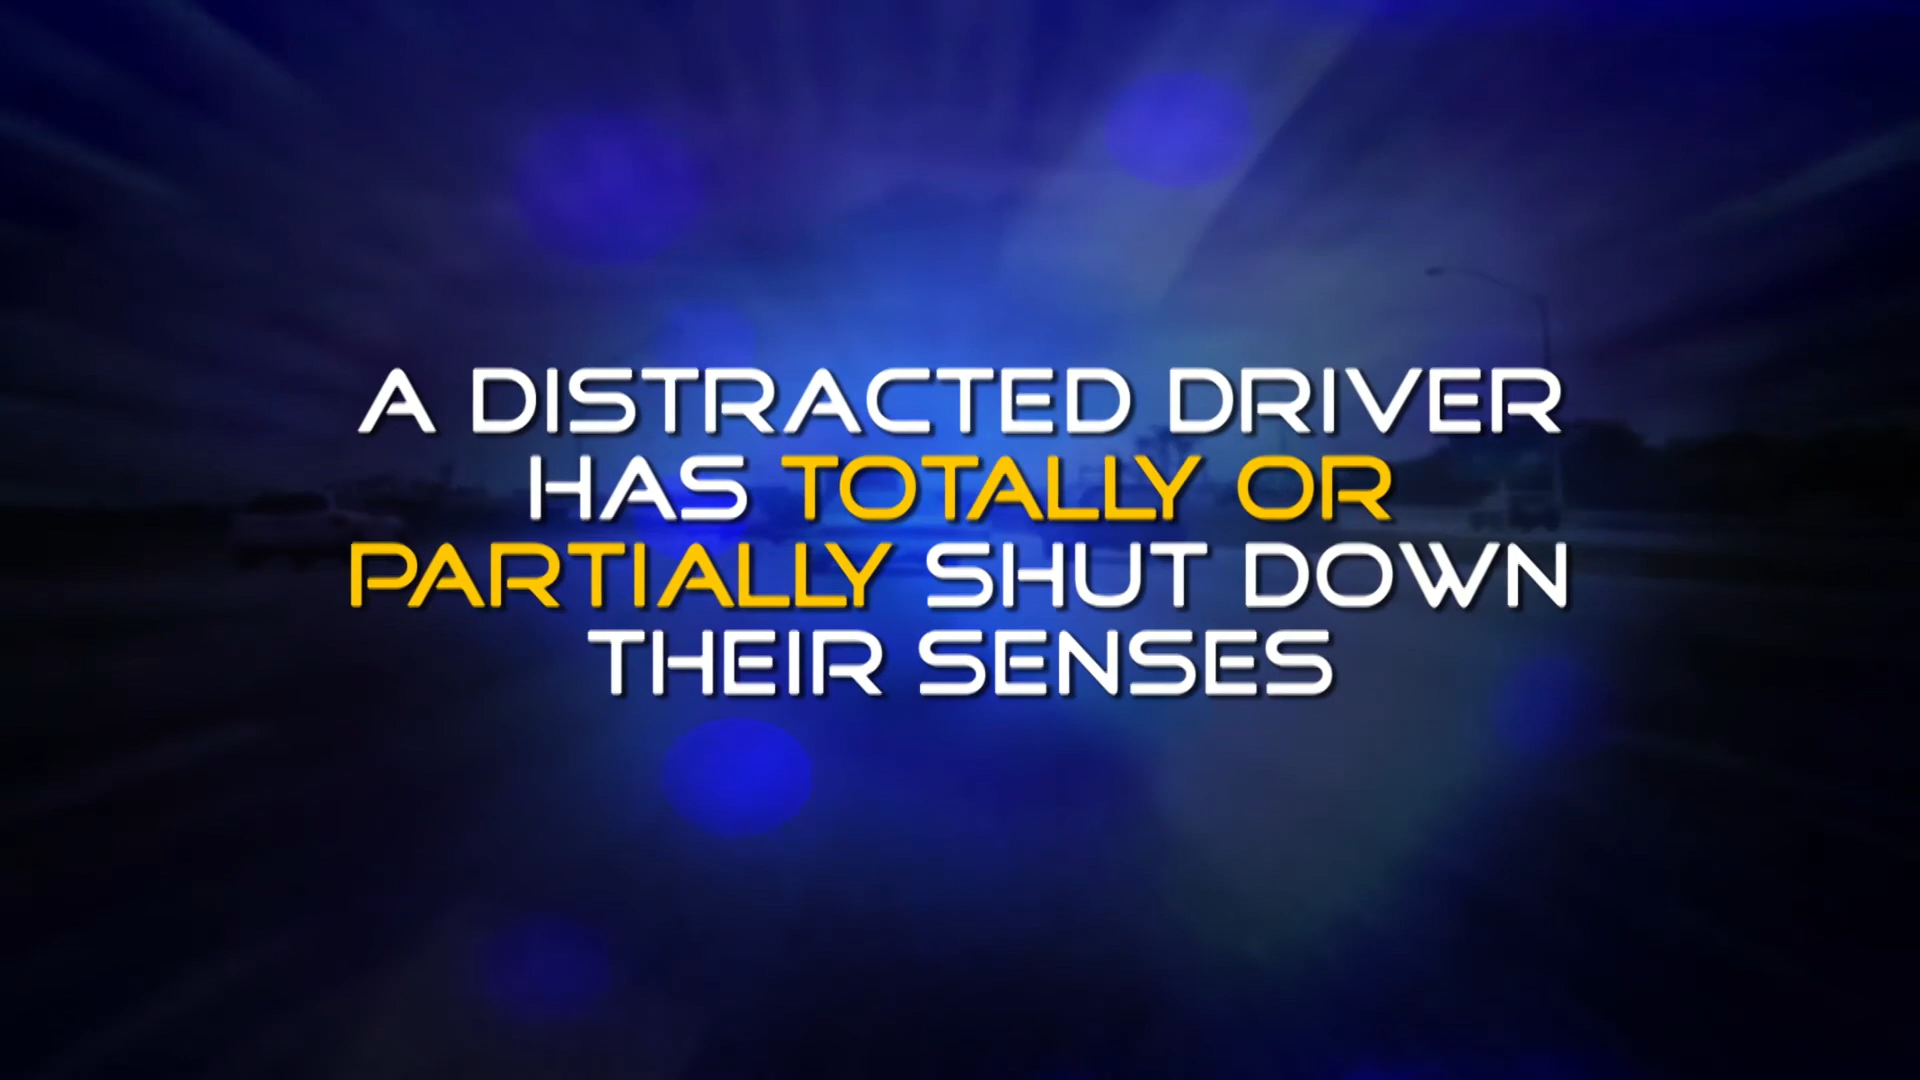 A DISTRACTED DRIVER
HAS TOTALLY OR
PARTIALLY SHUT DOWN
THEIR SENSES